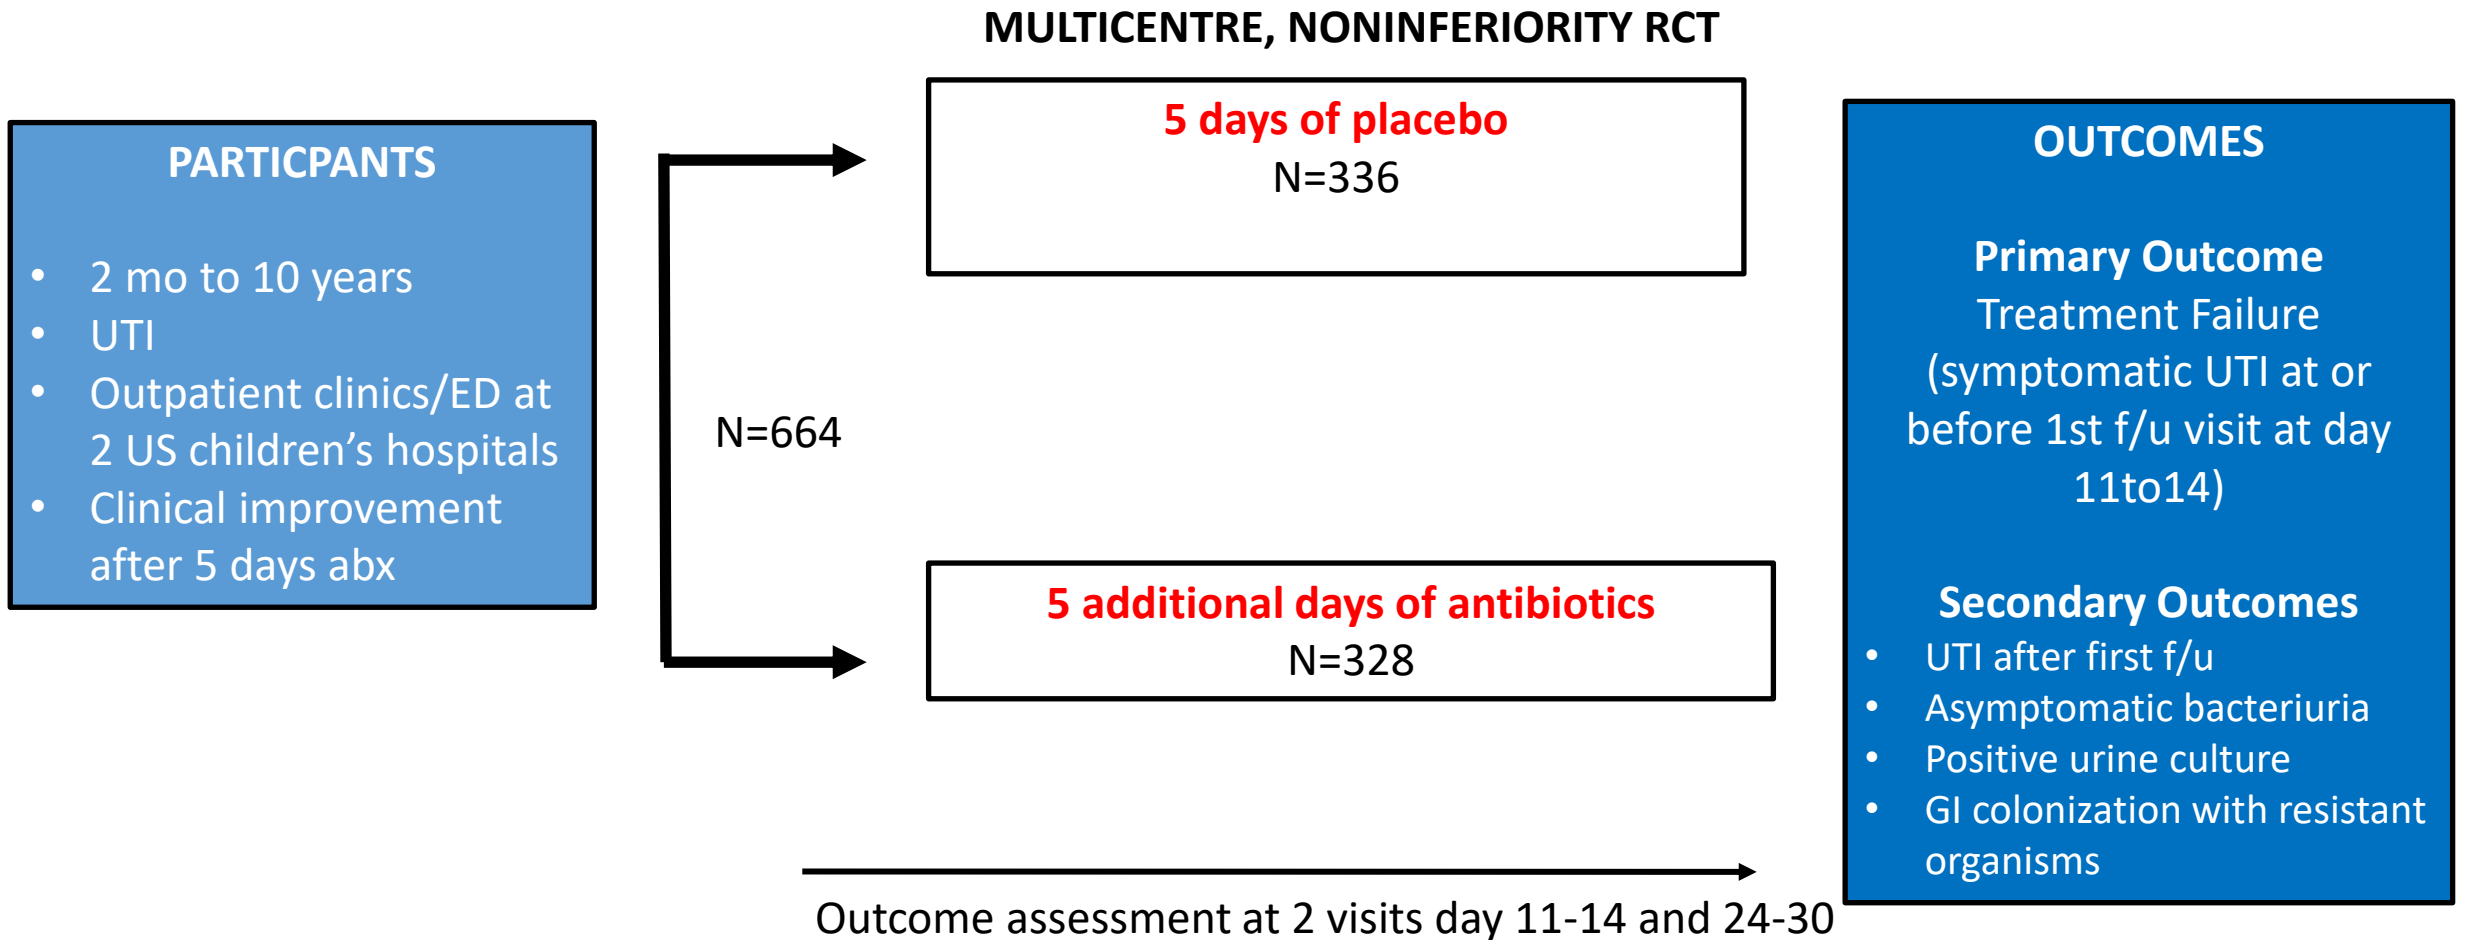 MULTICENTRE, NONINFERIORITY RCT
PARTICPANTS
• 2 mo to 10 years
• UTI
• Outpatient clinics/ED at
2 US children’s hospitals
• Clinical improvement
after 5 days abx
N=664
5 days of placebo
N=336
5 additional days of antibiotics
N=328
Outcome assessment at 2 visits day 11-14 and 24-30
OUTCOMES
Primary Outcome
Treatment Failure
(symptomatic UTI at or
before 1st f/u visit at day
11to14)
Secondary Outcomes
• UTI after first f/u
• Asymptomatic bacteriuria
• Positive urine culture
• GI colonization with resistant
organisms